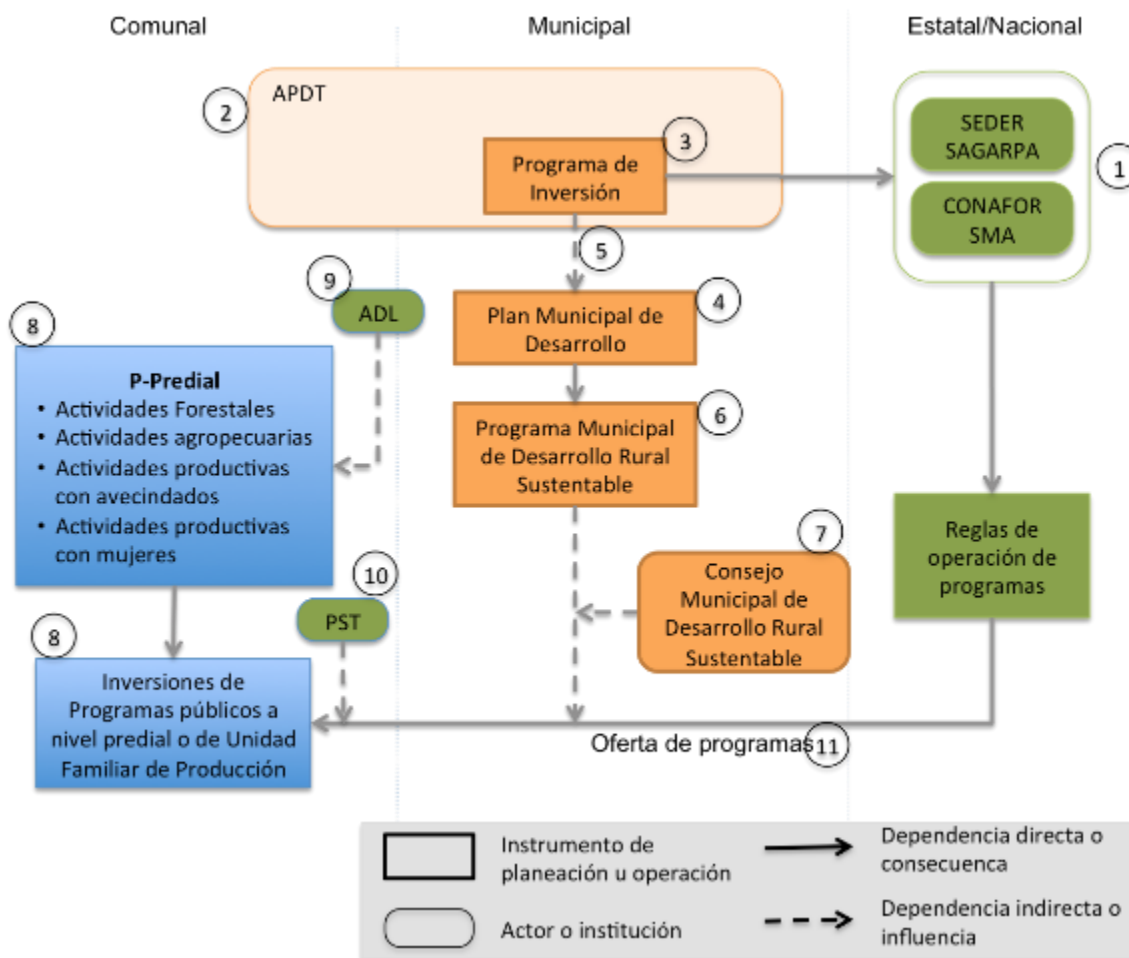 Comunal
Municipal
Estatal/Nacional
2
APDT
3
Programa de
Inversión
SEDER
SAGARPA
CONAFOR
SMA
1
5
9
ADL
4
Plan Municipal de
Desarrollo
8
P-Predial
• Actividades Forestales
• Actividades agropecuarias
• Actividades productivas
con avecindados
• Actividades productivas
con mujeres
6
Programa Municipal
de Desarrollo Rural
Sustentable
Reglas de
operación de
programas
7
Consejo
Municipal de
Desarrollo Rural
Sustentable
10
PST
8
Inversiones de
Programas públicos a
nivel predial o de Unidad
Familiar de Producción
Oferta de programas
11
Instrumento de
planeación u operación
Dependencia directa o
consecuenca
Actor o institución
Dependencia indirecta o
influencia